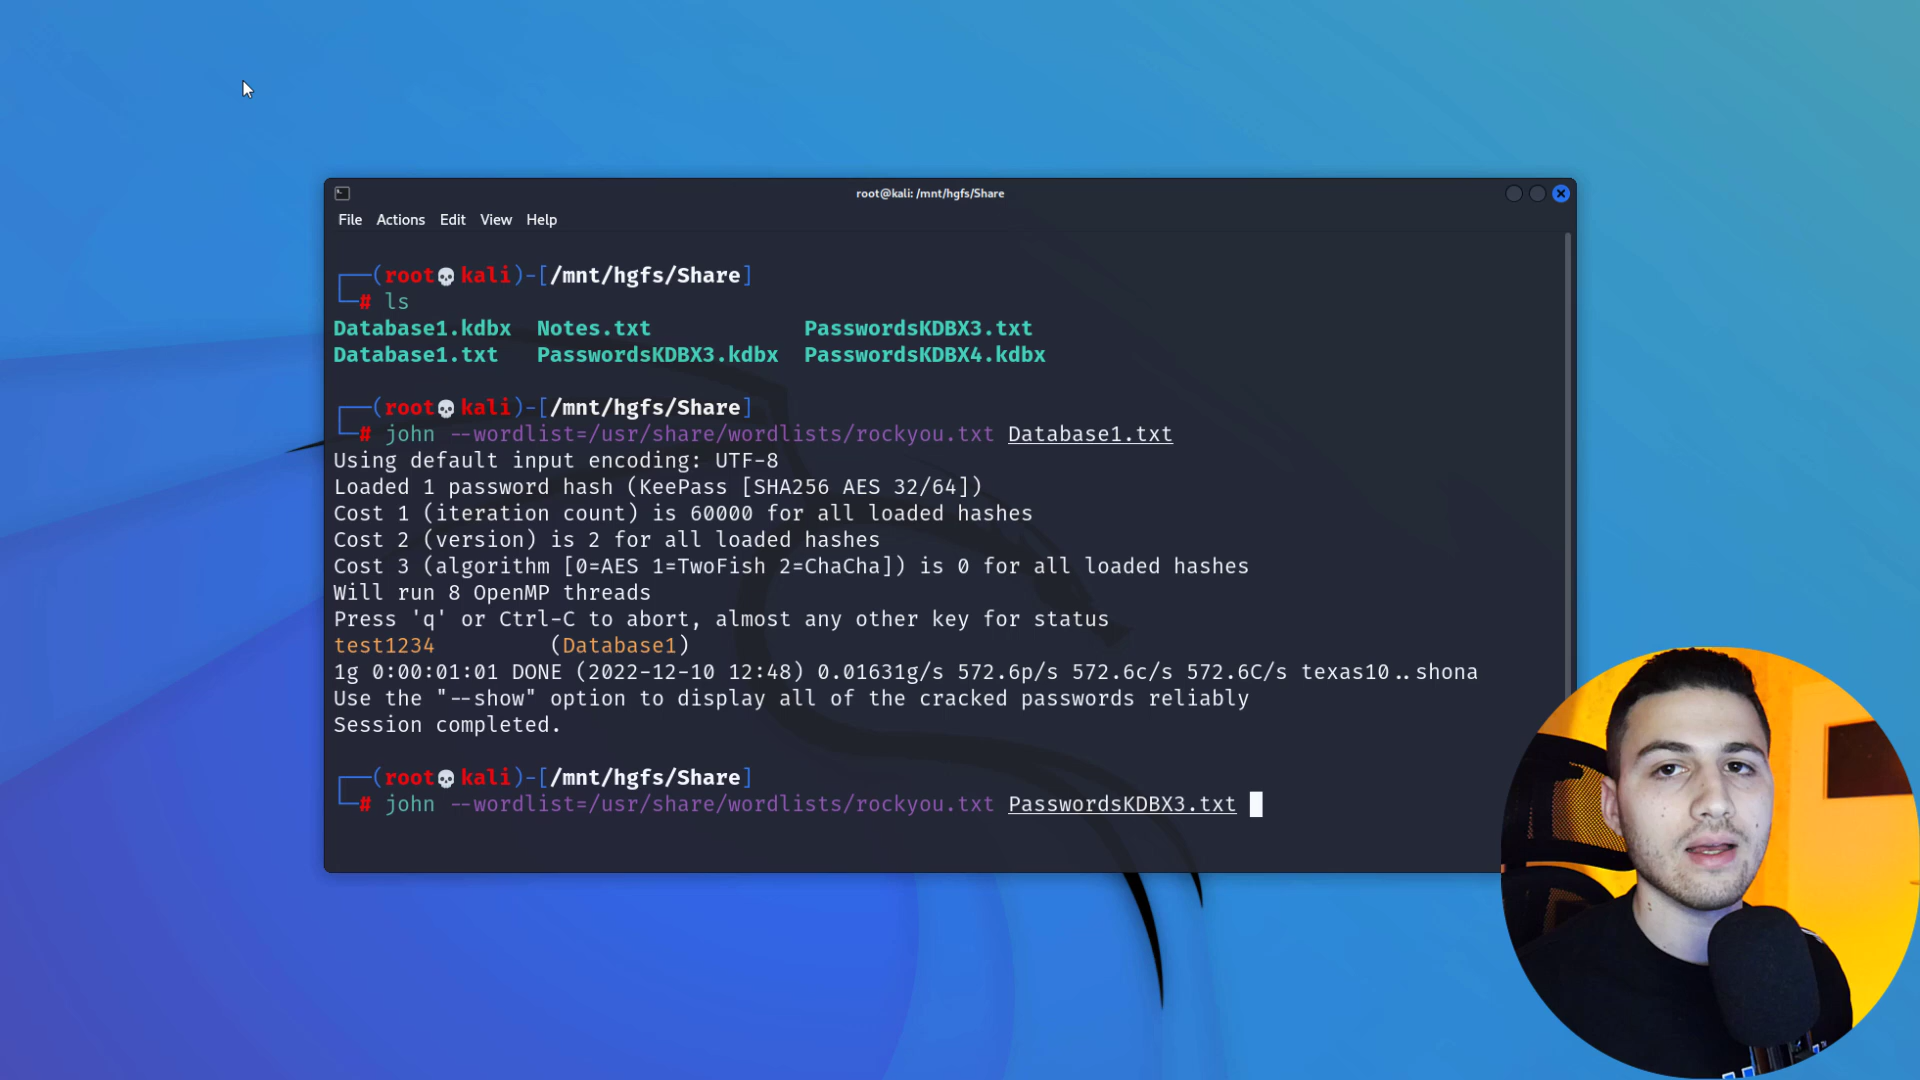 root@kali: /mnt/hgfs/Share
File Actions Edit View Help
┌──(root💀kali)-[/mnt/hgfs/Share]
└─# ls
Database1.kdbx Notes.txt PasswordsKDBX3.txt
Database1.txt PasswordsKDBX3.kdbx PasswordsKDBX4.kdbx
┌──(root💀kali)-[/mnt/hgfs/Share]
└─# john --wordlist=/usr/share/wordlists/rockyou.txt Database1.txt
Using default input encoding: UTF-8
Loaded 1 password hash (KeePass [SHA256 AES 32/64])
Cost 1 (iteration count) is 60000 for all loaded hashes
Cost 2 (version) is 2 for all loaded hashes
Cost 3 (algorithm [0=AES 1=TwoFish 2=ChaCha]) is 0 for all loaded hashes
Will run 8 OpenMP threads
Press 'q' or Ctrl-C to abort, almost any other key for status
test1234 (Database1)
1g 0:00:01:01 DONE (2022-12-10 12:48) 0.01631g/s 572.6p/s 572.6c/s 572.6C/s texas10..shona
Use the "--show" option to display all of the cracked passwords reliably
Session completed.
┌──(root💀kali)-[/mnt/hgfs/Share]
└─# john --wordlist=/usr/share/wordlists/rockyou.txt PasswordsKDBX3.txt